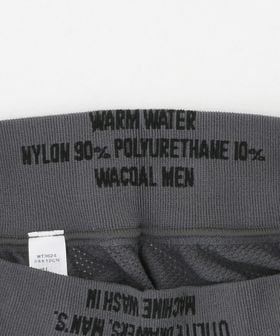 WARM WATER
NYLON 90% POLYURETHANE 10%
WACOAL MEN
MACHINE WASH IN
UTILITY DRAWERS, MAN'S.